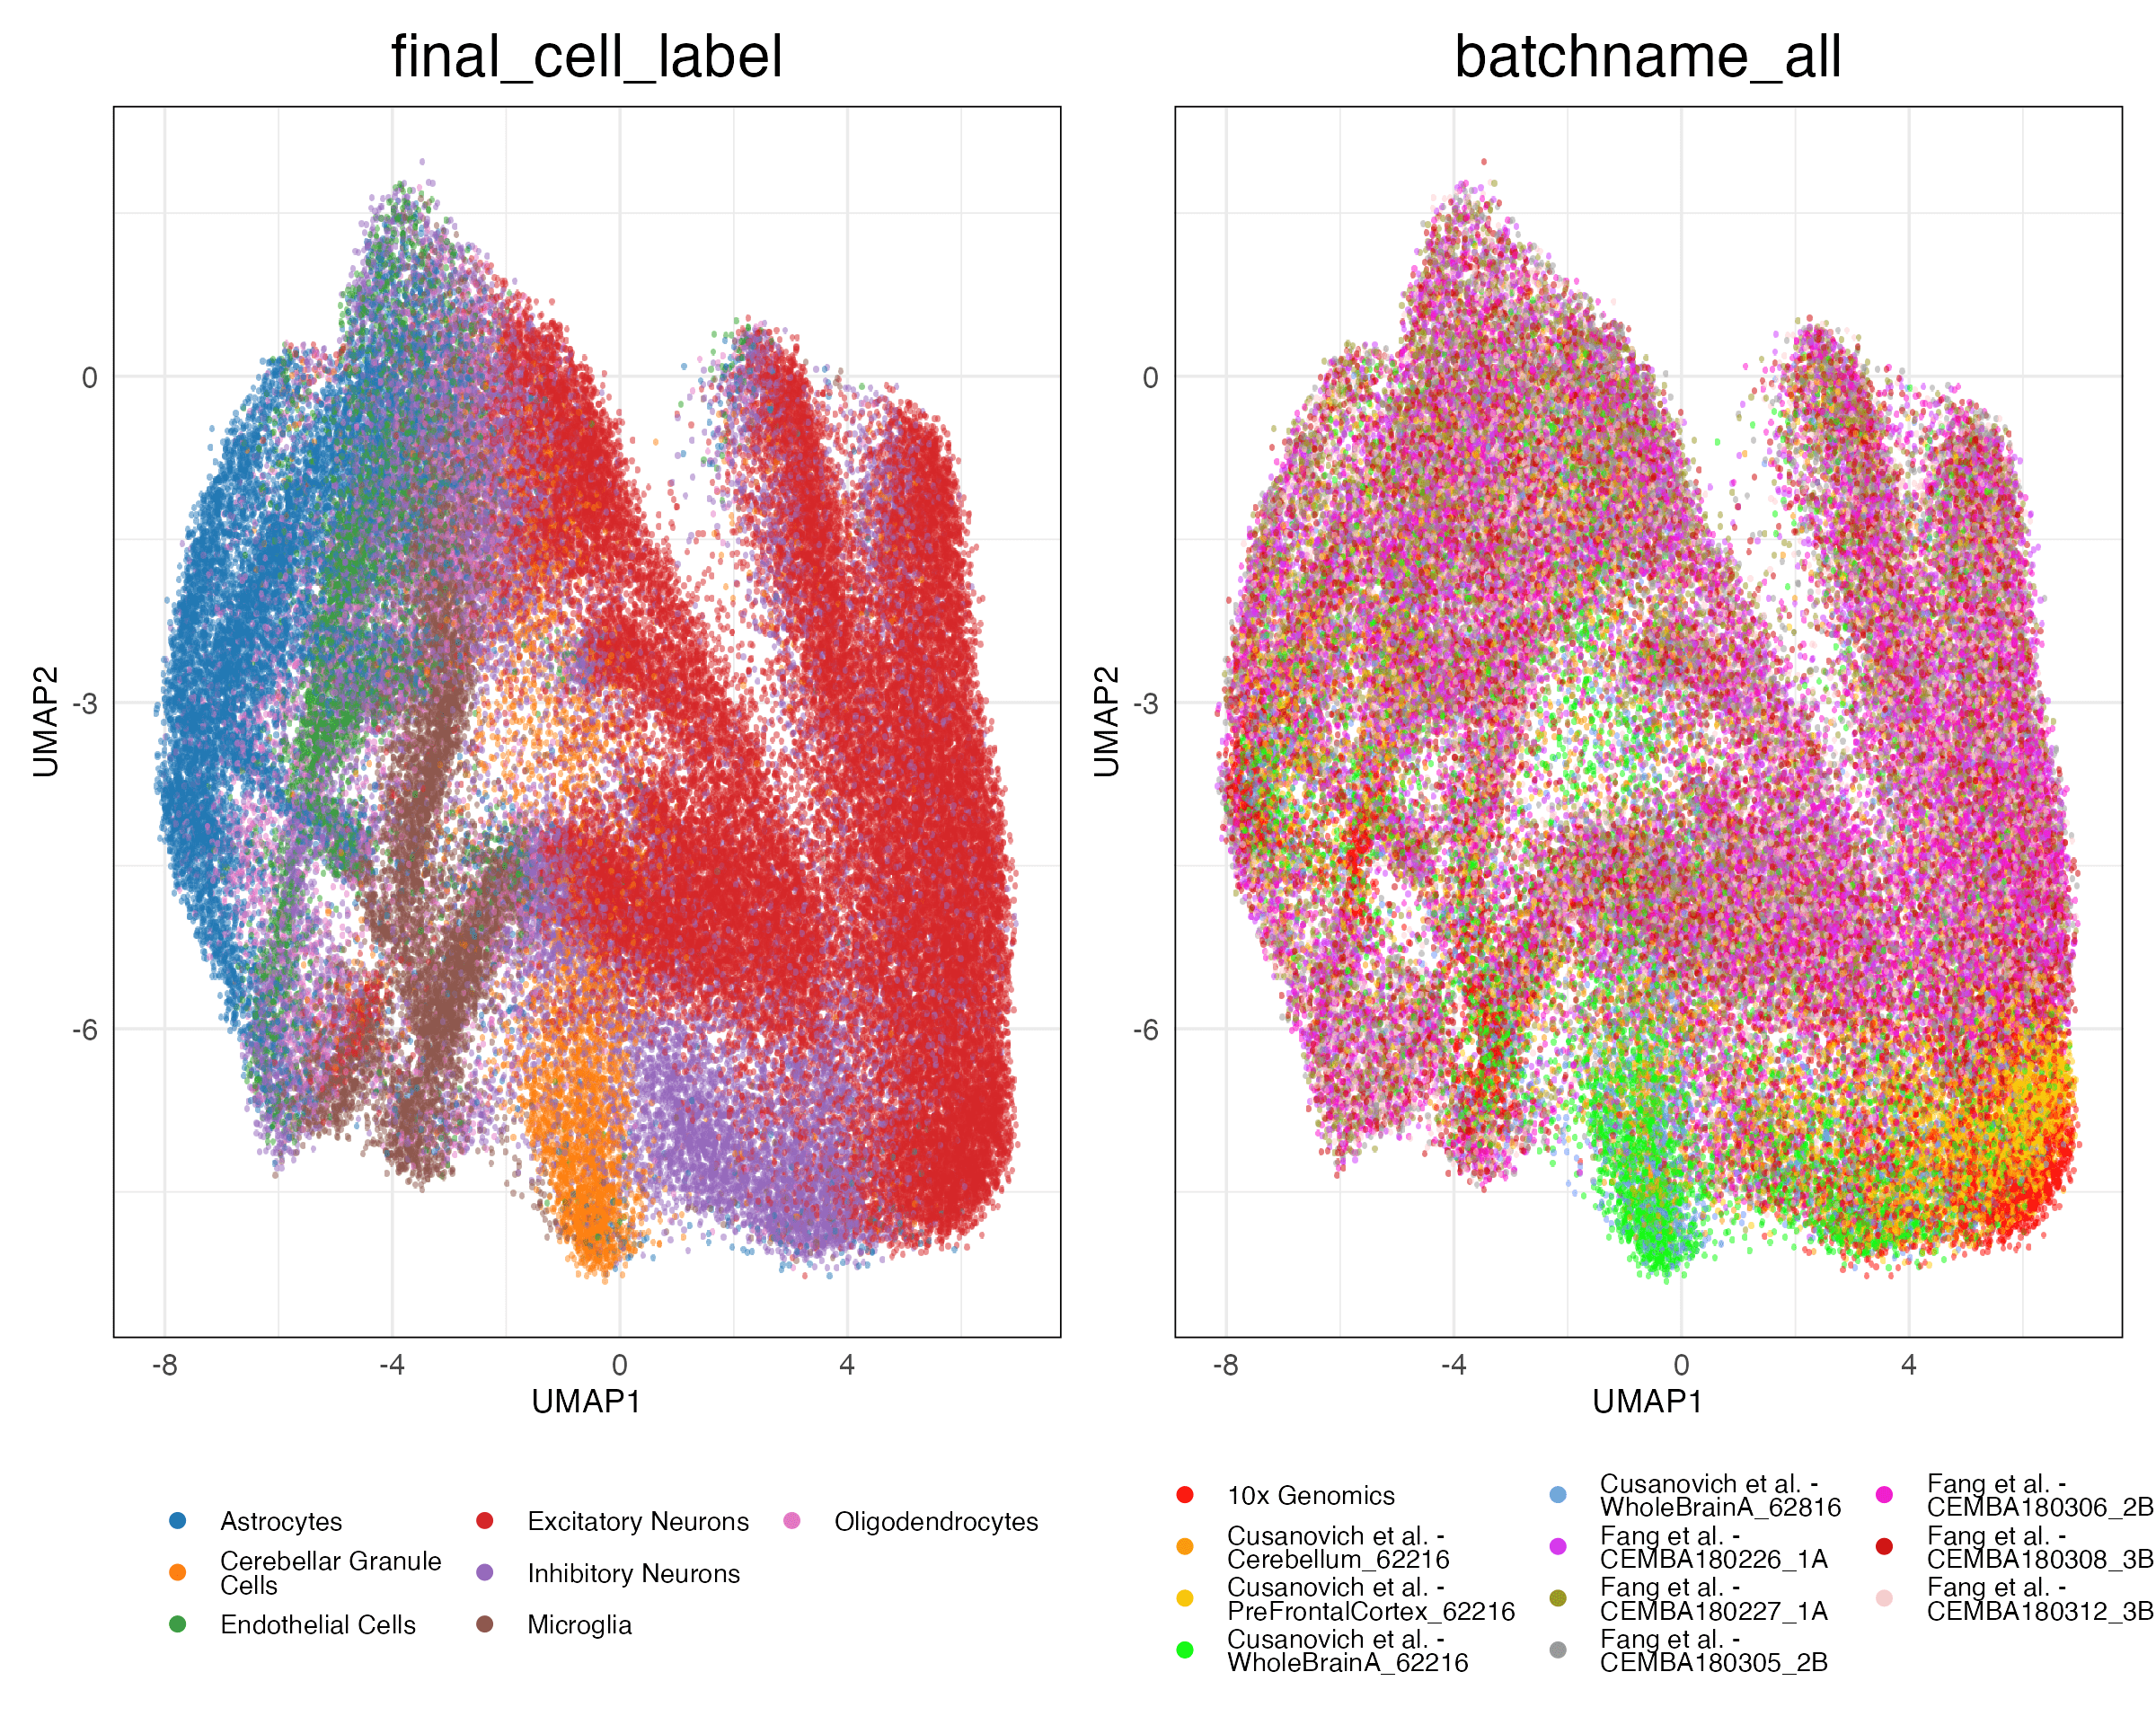 final_cell_label
batchname_all
0
-3
-6
UMAP2
-8
-4
0
4
UMAP1
0
-3
-6
UMAP2
-8
-4
0
4
UMAP1
Astrocytes
Cerebellar Granule
Cells
Endothelial Cells
Excitatory Neurons
Inhibitory Neurons
Microglia
Oligodendrocytes
10x Genomics
Cusanovich et al. -
Cerebellum_62216
Cusanovich et al. -
PreFrontalCortex_62216
Cusanovich et al. -
WholeBrainA_62216
Cusanovich et al. -
WholeBrainA_62816
Fang et al. -
CEMBA180226_1A
Fang et al. -
CEMBA180227_1A
Fang et al. -
CEMBA180305_2B
Fang et al. -
CEMBA180306_2B
Fang et al. -
CEMBA180308_3B
Fang et al. -
CEMBA180312_3B